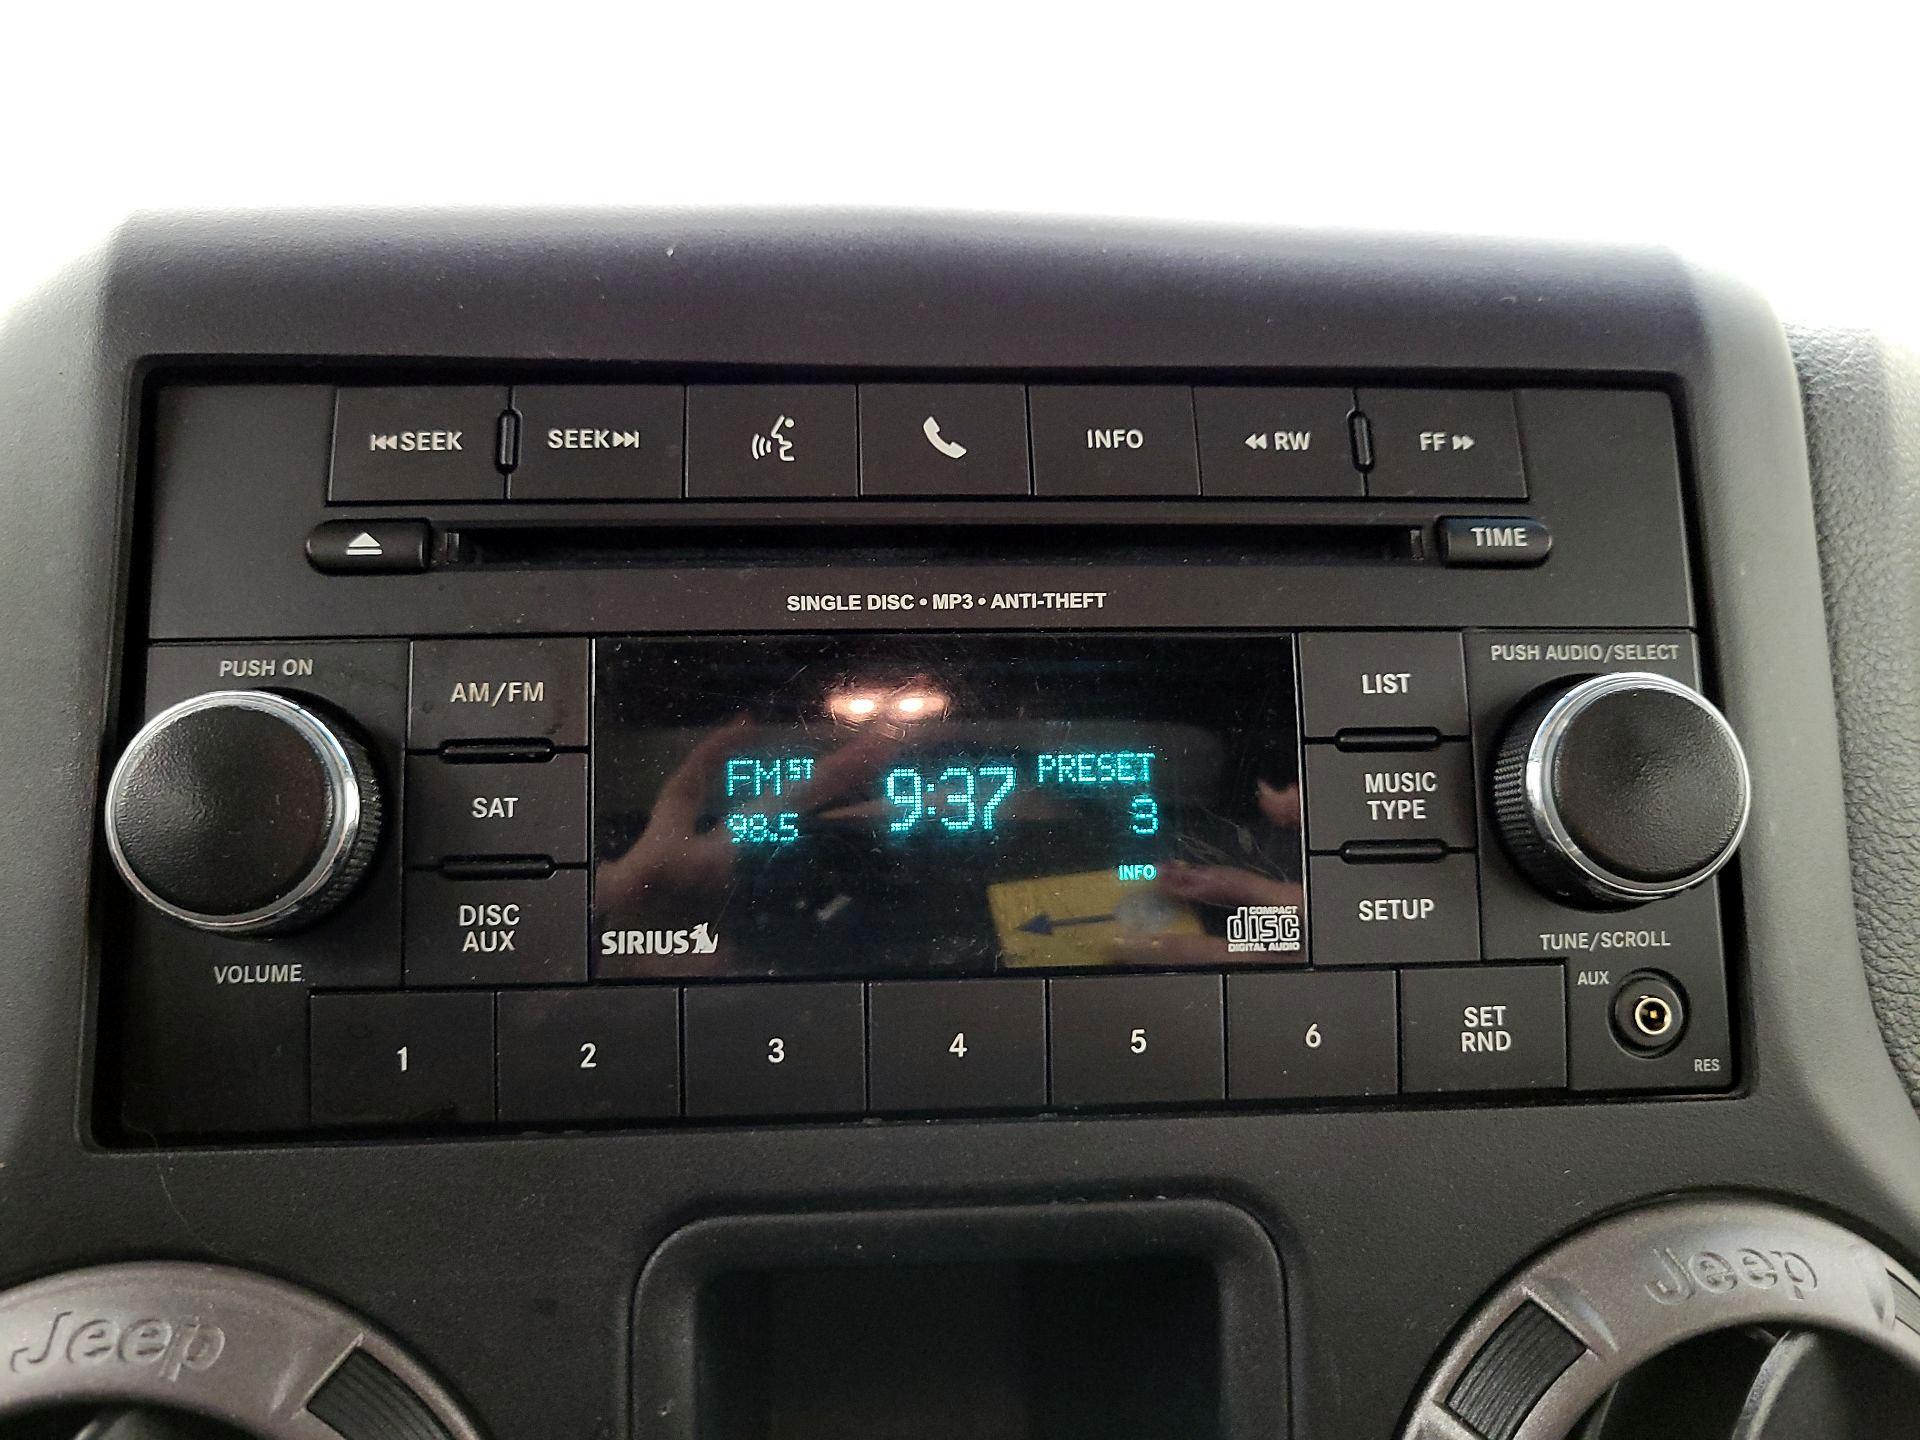 SEEK SEEK INFO RW FF
TIME
SINGLE DISC • MP3 • ANTI-THEFT
PUSH ON
AM/FM
LIST
PUSH AUDIO/SELECT
FM ST 9:37 PRESET
98.5 3
INFO
SAT
MUSIC
TYPE
DISC
AUX
SIRIUS
COMPACT
disc
DIGITAL AUDIO
SETUP
VOLUME
TUNE/SCROLL
1 2 3 4 5 6
SET
RND
AUX
RES
Jeep
Jeep